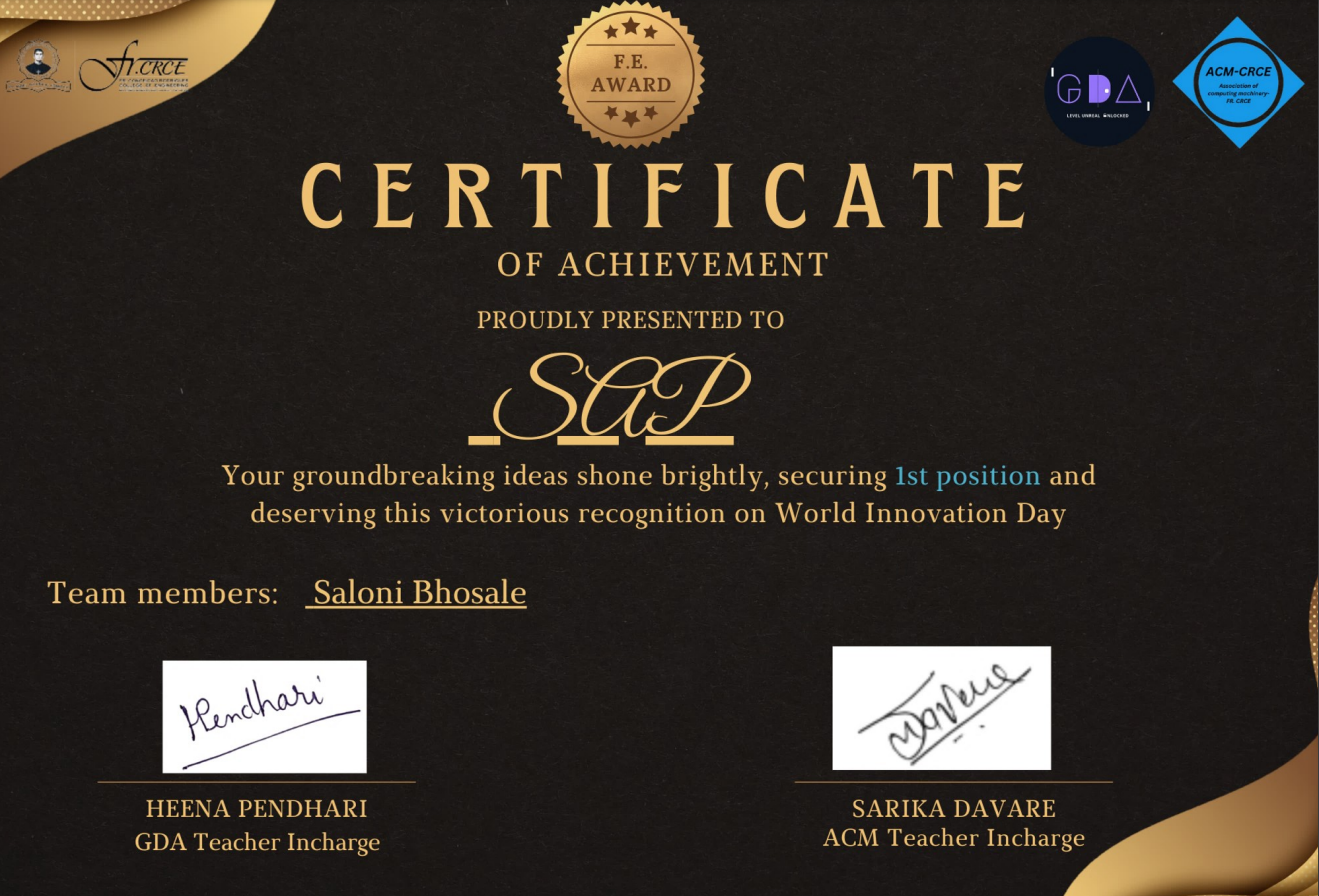 Fr.CRCE
F.E.
AWARD
GDA
LEVEL UNREAL UNLOCKED
ACM-CRCE
Association of
computing machinery-
FR. CRCE
CERTIFICATE
OF ACHIEVEMENT
PROUDLY PRESENTED TO
SAP
Your groundbreaking ideas shone brightly, securing 1st position and
deserving this victorious recognition on World Innovation Day
Team members: Saloni Bhosale
Pendhari
Davare
HEENA PENDHARI
GDA Teacher Incharge
SARIKA DAVARE
ACM Teacher Incharge